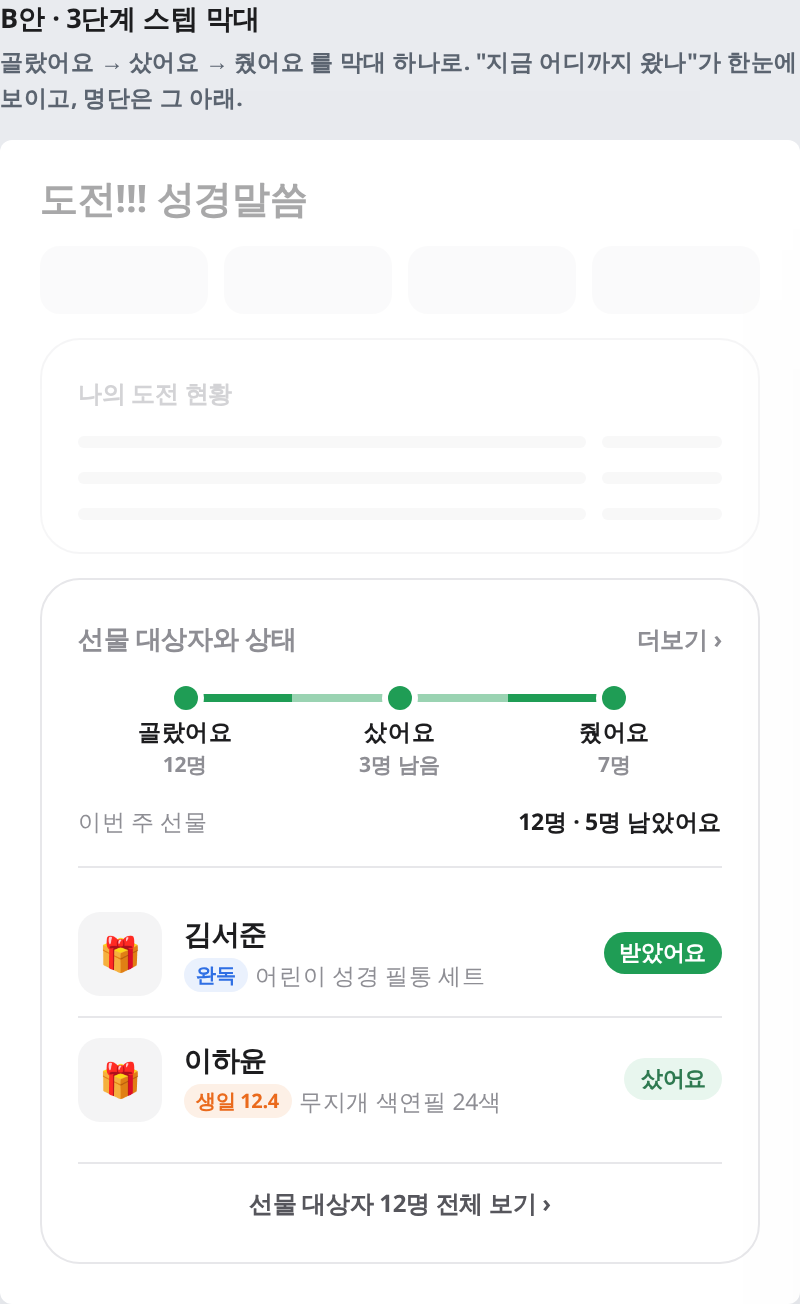 B안 · 3단계 스텝 막대
골랐어요 → 샀어요 → 줬어요 를 막대 하나로. "지금 어디까지 왔나"가 한눈에
보이고, 명단은 그 아래.
도전!!! 성경말씀
나의 도전 현황
선물 대상자와 상태 더보기 ›
골랐어요 샀어요 줬어요
12명 3명 남음 7명
이번 주 선물 12명 · 5명 남았어요
김서준
완독 어린이 성경 필통 세트 받았어요
이하윤
생일 12.4 무지개 색연필 24색 샀어요
선물 대상자 12명 전체 보기 ›